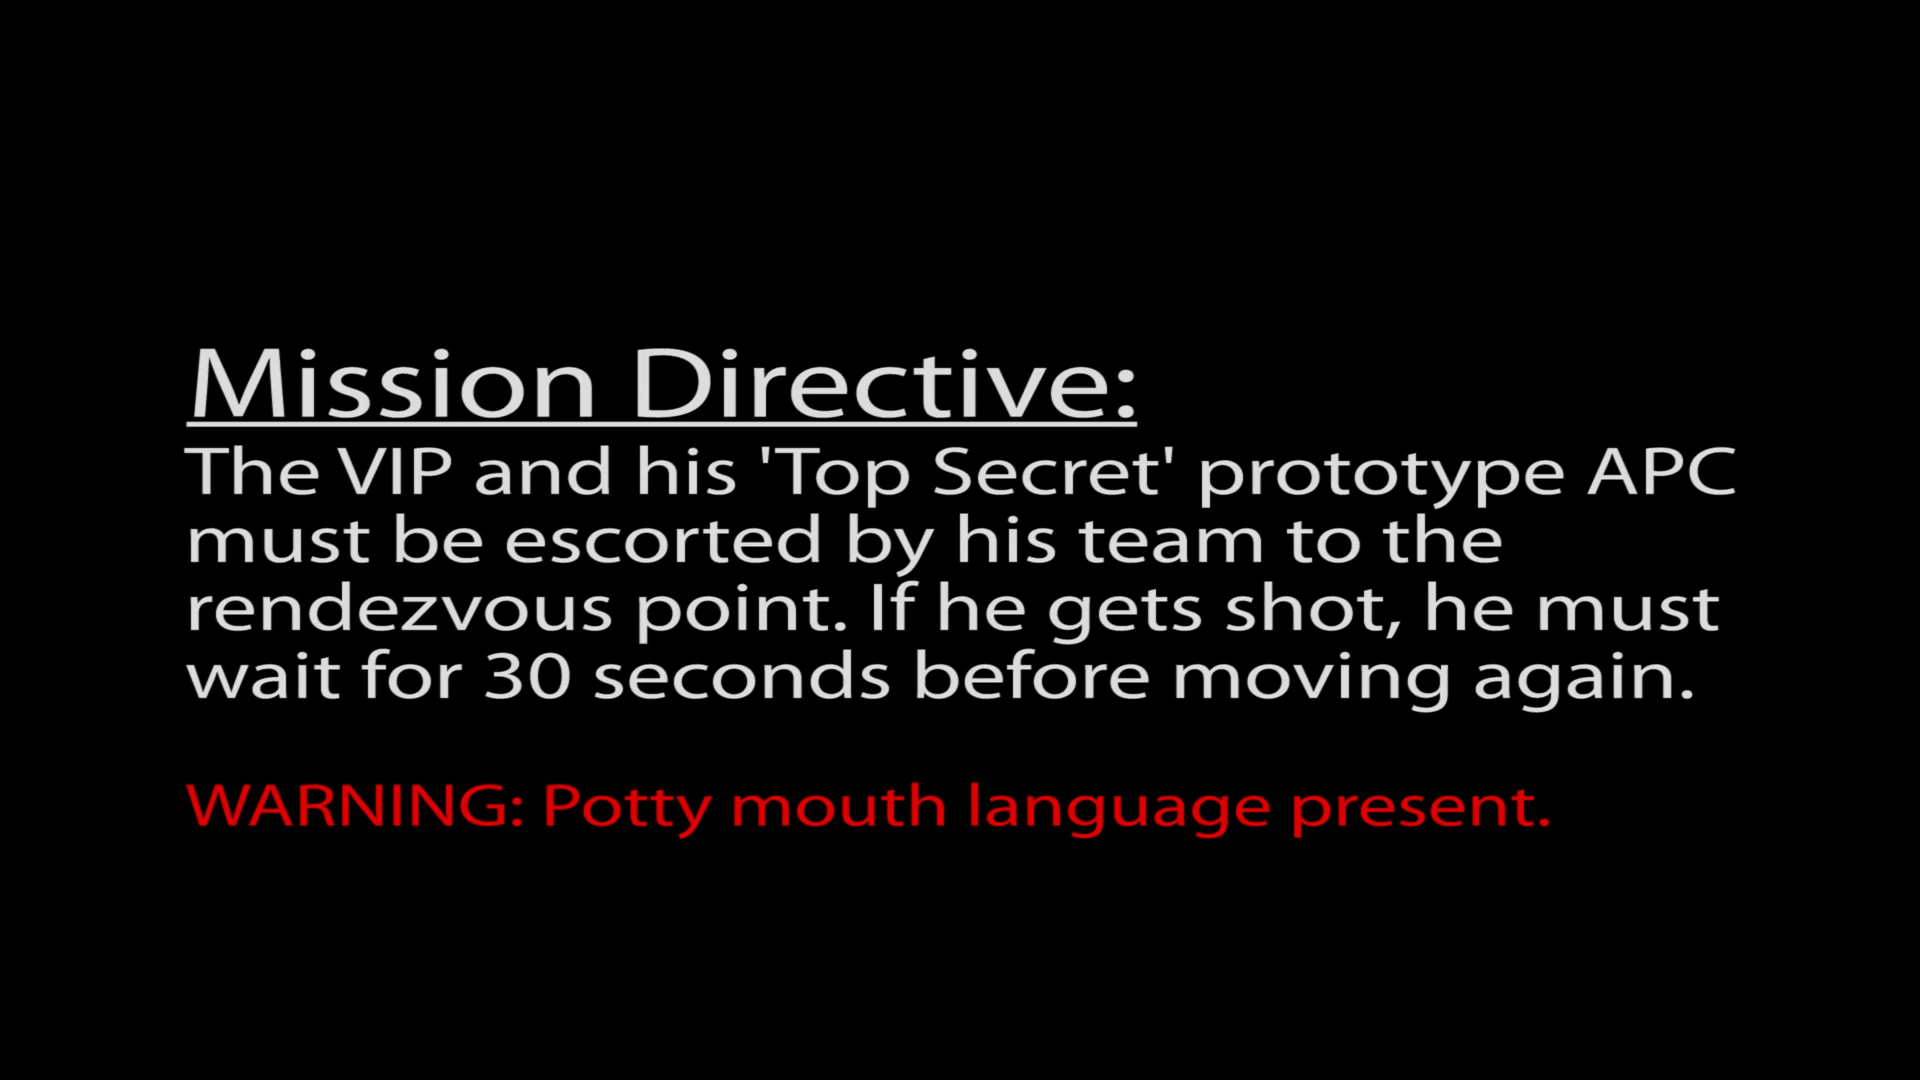 Mission Directive:
The VIP and his 'Top Secret' prototype APC
must be escorted by his team to the
rendezvous point. If he gets shot, he must
wait for 30 seconds before moving again.
WARNING: Potty mouth language present.